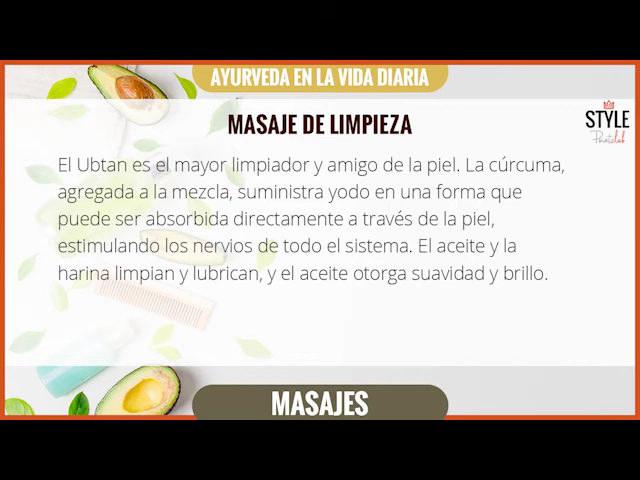 AYURVEDA EN LA VIDA DIARIA
MASAJE DE LIMPIEZA
STYLE
Point club
El Ubtan es el mayor limpiador y amigo de la piel. La cúrcuma,
agregada a la mezcla, suministra yodo en una forma que
puede ser absorbida directamente a través de la piel,
estimulando los nervios de todo el sistema. El aceite y la
harina limpian y lubrican, y el aceite otorga suavidad y brillo.
MASAJES